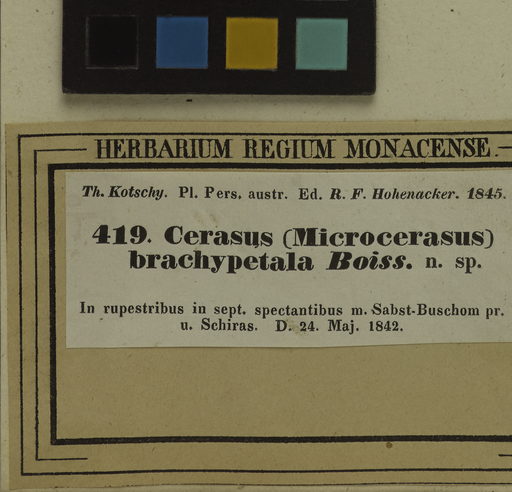 HERBARIUM REGIUM MONACENSE.
Th. Kotschy. Pl. Pers. austr. Ed. R. F. Hohenacker. 1845.
419. Cerasus (Microcerasus)
brachypetala Boiss. n. sp.
In rupestribus in sept. spectantibus m. Sabst-Buschom pr.
u. Schiras. D. 24. Maj. 1842.